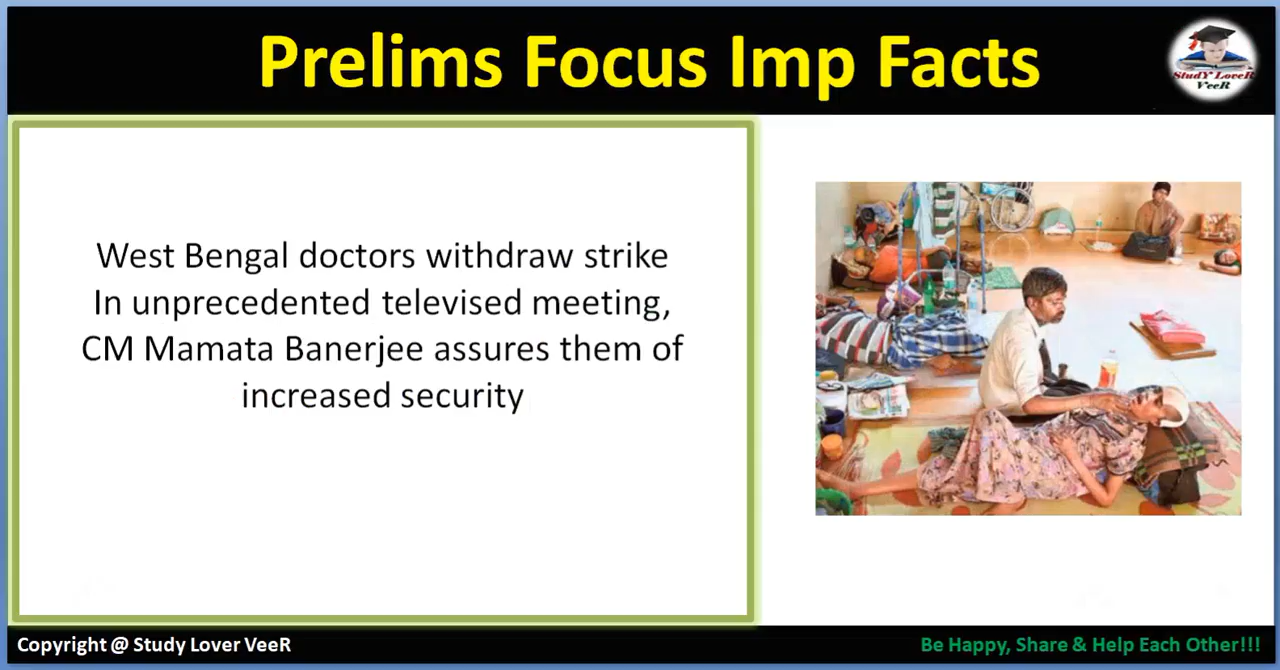 Prelims Focus Imp Facts
StudY LoveR
VeeR
West Bengal doctors withdraw strike
In unprecedented televised meeting,
CM Mamata Banerjee assures them of
increased security
Copyright @ Study Lover VeeR
Be Happy, Share & Help Each Other!!!